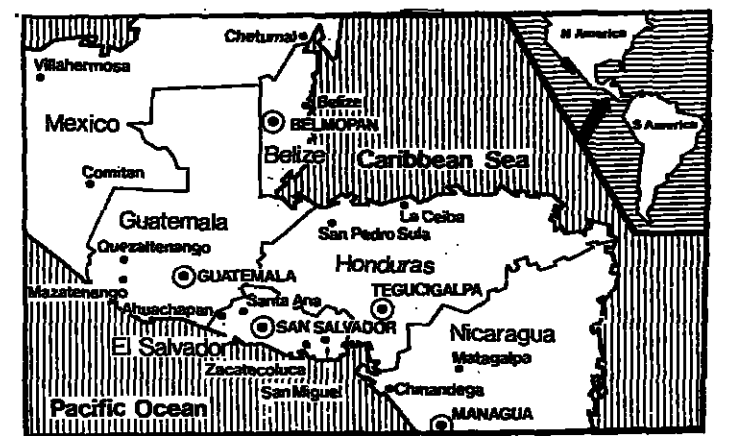 Chetumal
N America
Villahermosa
Belize
BELMOPAN
S America
Mexico
Belize
Caribbean Sea
Comitan
Guatemala
La Ceiba
San Pedro Sula
Quezaltenango
Honduras
GUATEMALA
TEGUCIGALPA
Mazatenango
Ahuachapan
Santa Ana
SAN SALVADOR
Nicaragua
El Salvador
Matagalpa
Zacatecoluca
San Miguel
Chinandega
Pacific Ocean
MANAGUA